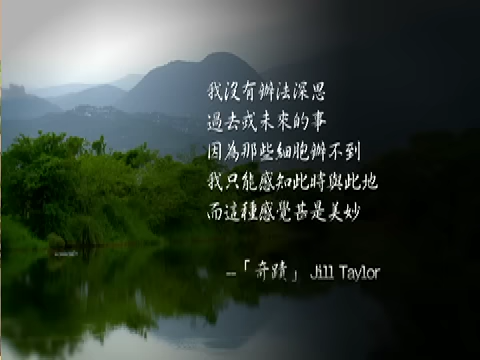 我沒有辦法深思
過去或未來的事
因為那些細胞辦不到
我只能感知此時與此地
而這種感覺甚是美妙
--「奇蹟」 Jill Taylor